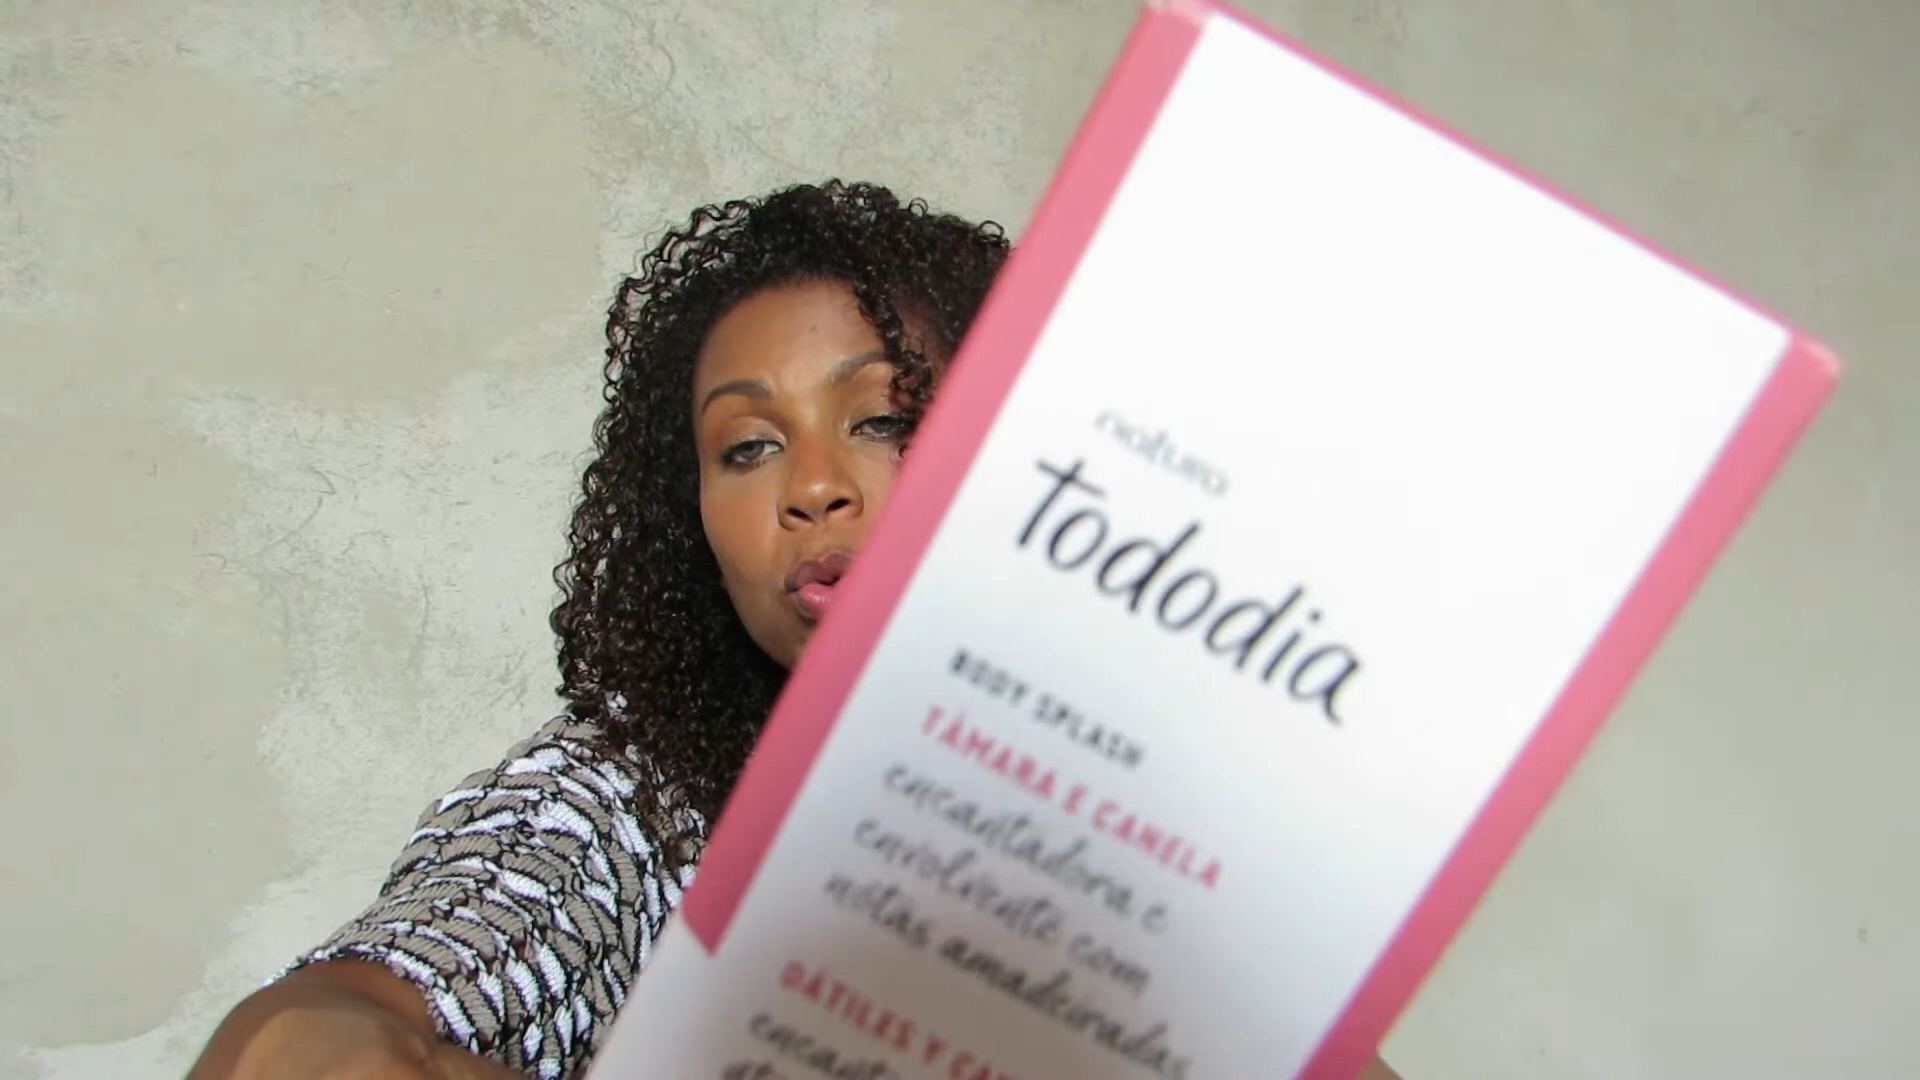 natura
tododia
BODY SPLASH
TÂMARA E CANELA
encantadora e
envolvente com
notas amadeiradas
DÁTILES Y